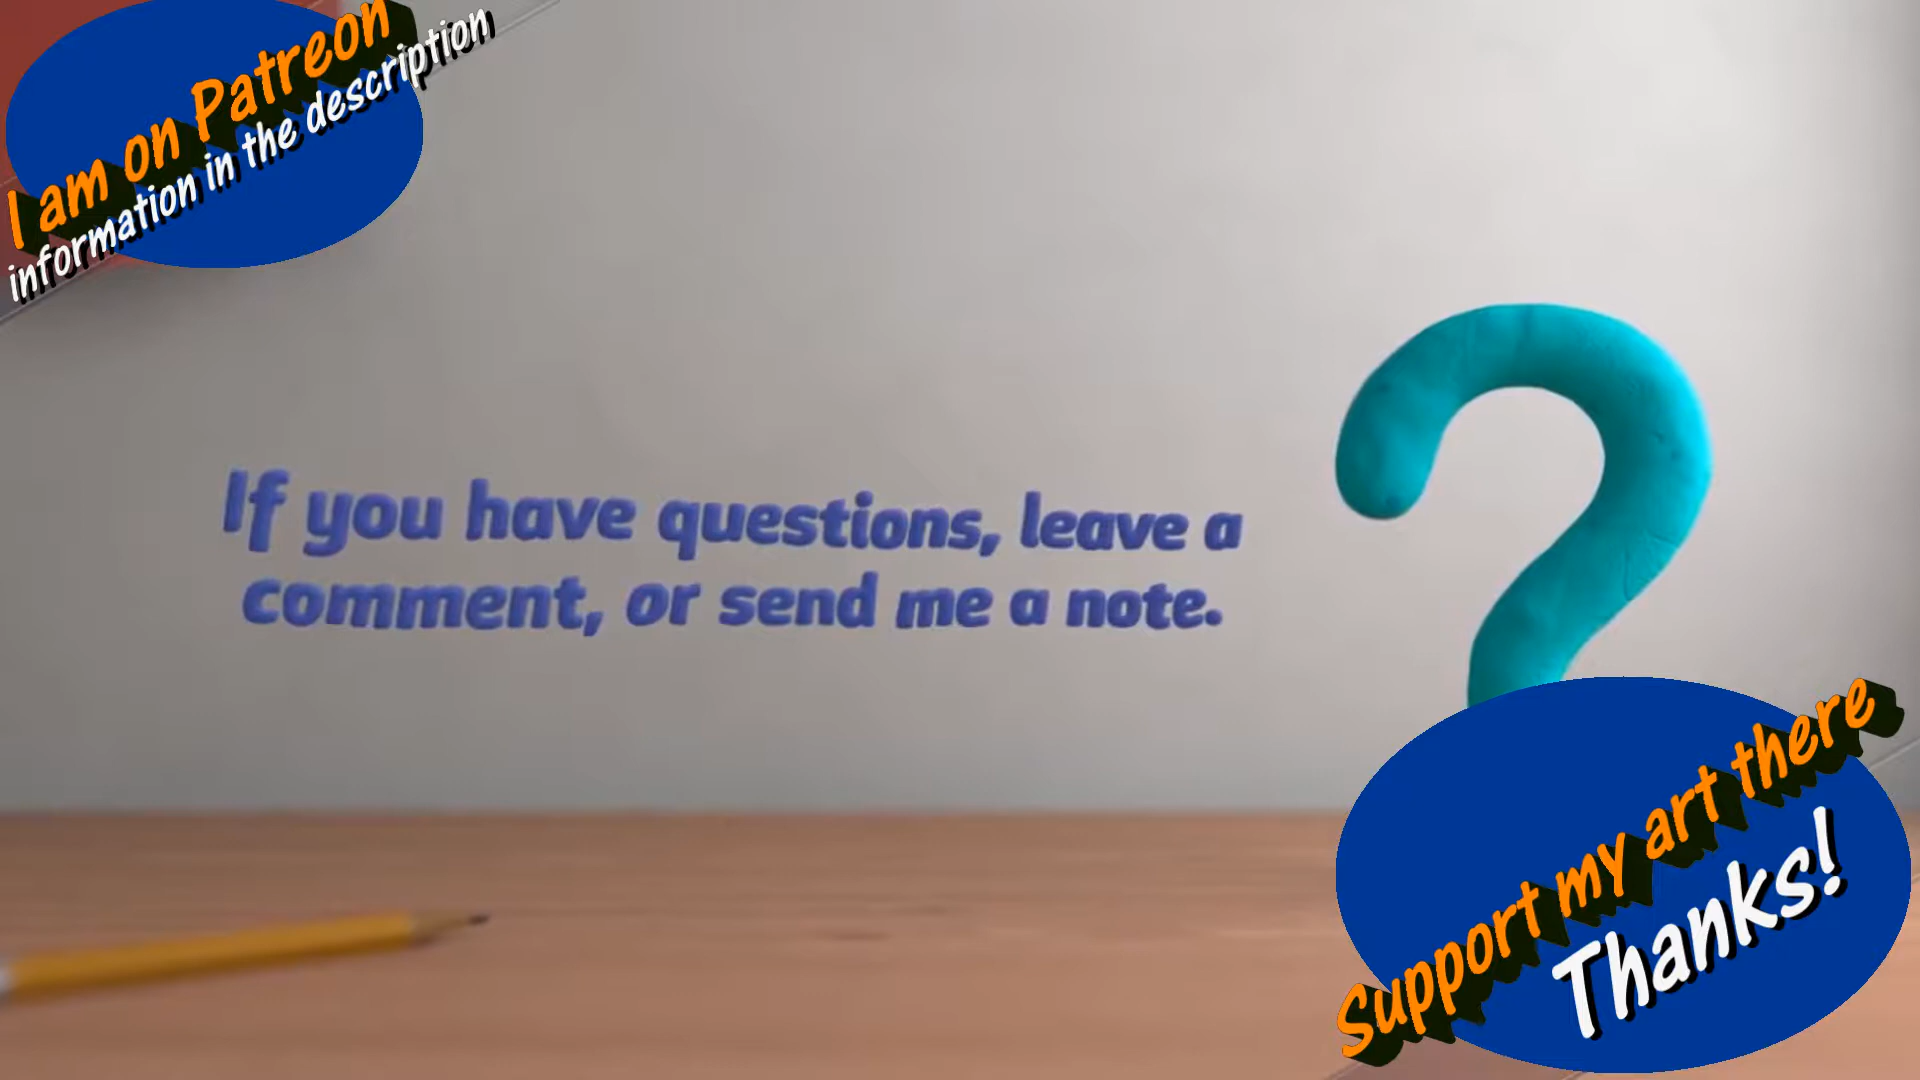 I am on Patreon
information in the description
If you have questions, leave a
comment, or send me a note.
Support my art there
Thanks!